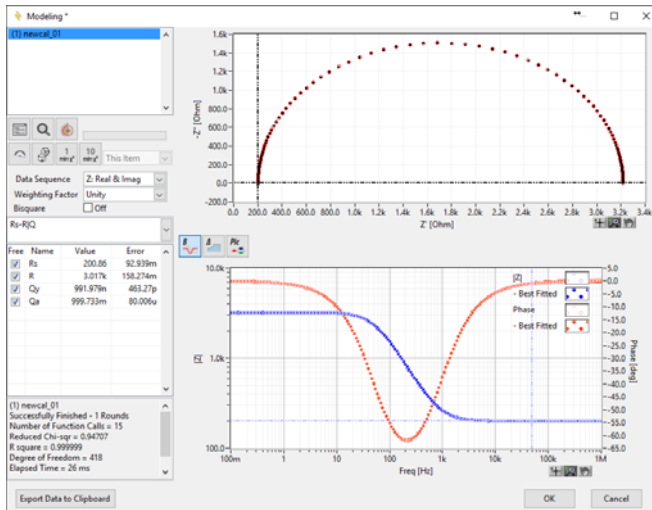 Modeling *
(1) newcal_01
1 min χ²
10 min χ²
This Item
Data Sequence Z: Real & Imag
Weighting Factor Unity
Bisquare Off
Rs-R|Q
Free Name Value Error
Rs 200.86 92.939m
R 3.017k 158.274m
Qy 991.979n 463.27p
Qa 999.733m 80.006u
(1) newcal_01
Successfully Finished - 1 Rounds
Number of Function Calls = 15
Reduced Chi-sqr = 0.94707
R square = 0.999999
Degree of Freedom = 418
Elapsed Time = 26 ms
Export Data to Clipboard
-Z'' [Ohm]
1.6k
1.4k
1.2k
1.0k
800.0
600.0
400.0
200.0
0.0
-200.0
0.0 200.0 400.0 600.0 800.0 1.0k 1.2k 1.4k 1.6k 1.8k 2.0k 2.2k 2.4k 2.6k 2.8k 3.0k 3.2k 3.4k
Z' [Ohm]
B
Δ
Pic
|Z|
10.0k
1.0k
100.0
|Z|
- Best Fitted
Phase
- Best Fitted
5.0
0.0
-5.0
-10.0
-15.0
-20.0
-25.0
-30.0
-35.0
-40.0
-45.0
-50.0
-55.0
-60.0
-65.0
Phase [deg]
100m 1 10 100 1k 10k 100k 1M
Freq [Hz]
OK
Cancel